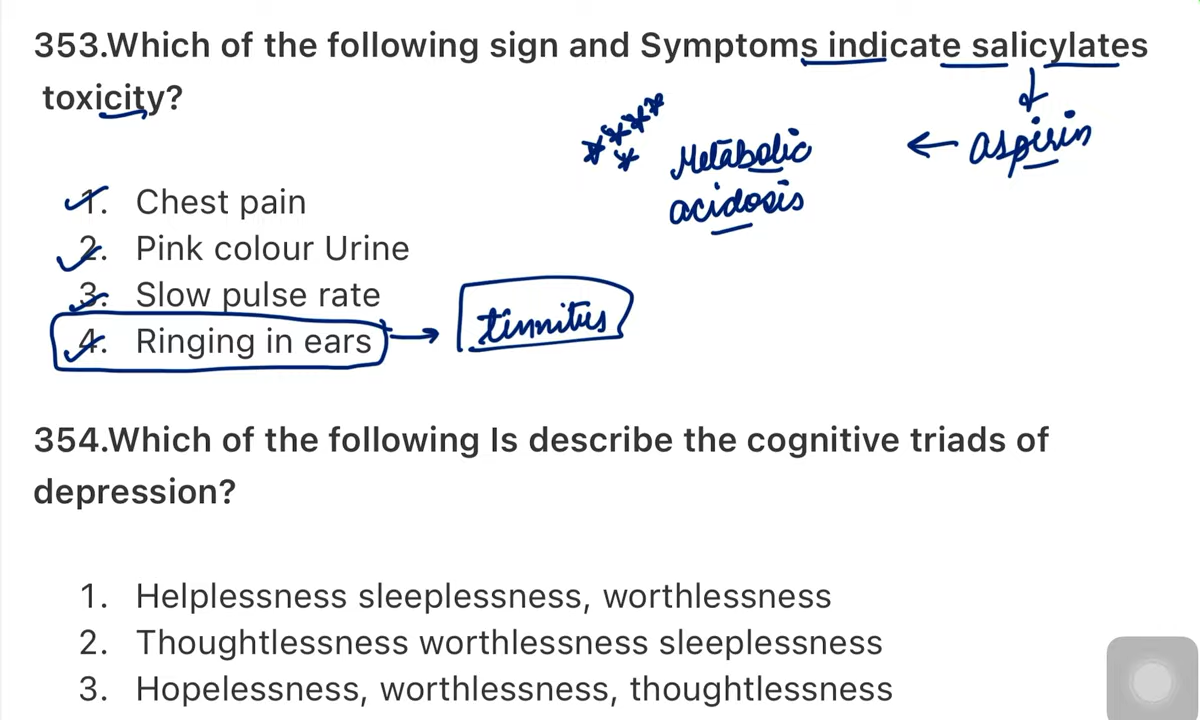 353.Which of the following sign and Symptoms indicate salicylates
toxicity?
← aspirin
Metabolic
acidosis
1. Chest pain
2. Pink colour Urine
3. Slow pulse rate
4. Ringing in ears → tinnitus
354.Which of the following Is describe the cognitive triads of
depression?
1. Helplessness sleeplessness, worthlessness
2. Thoughtlessness worthlessness sleeplessness
3. Hopelessness, worthlessness, thoughtlessness